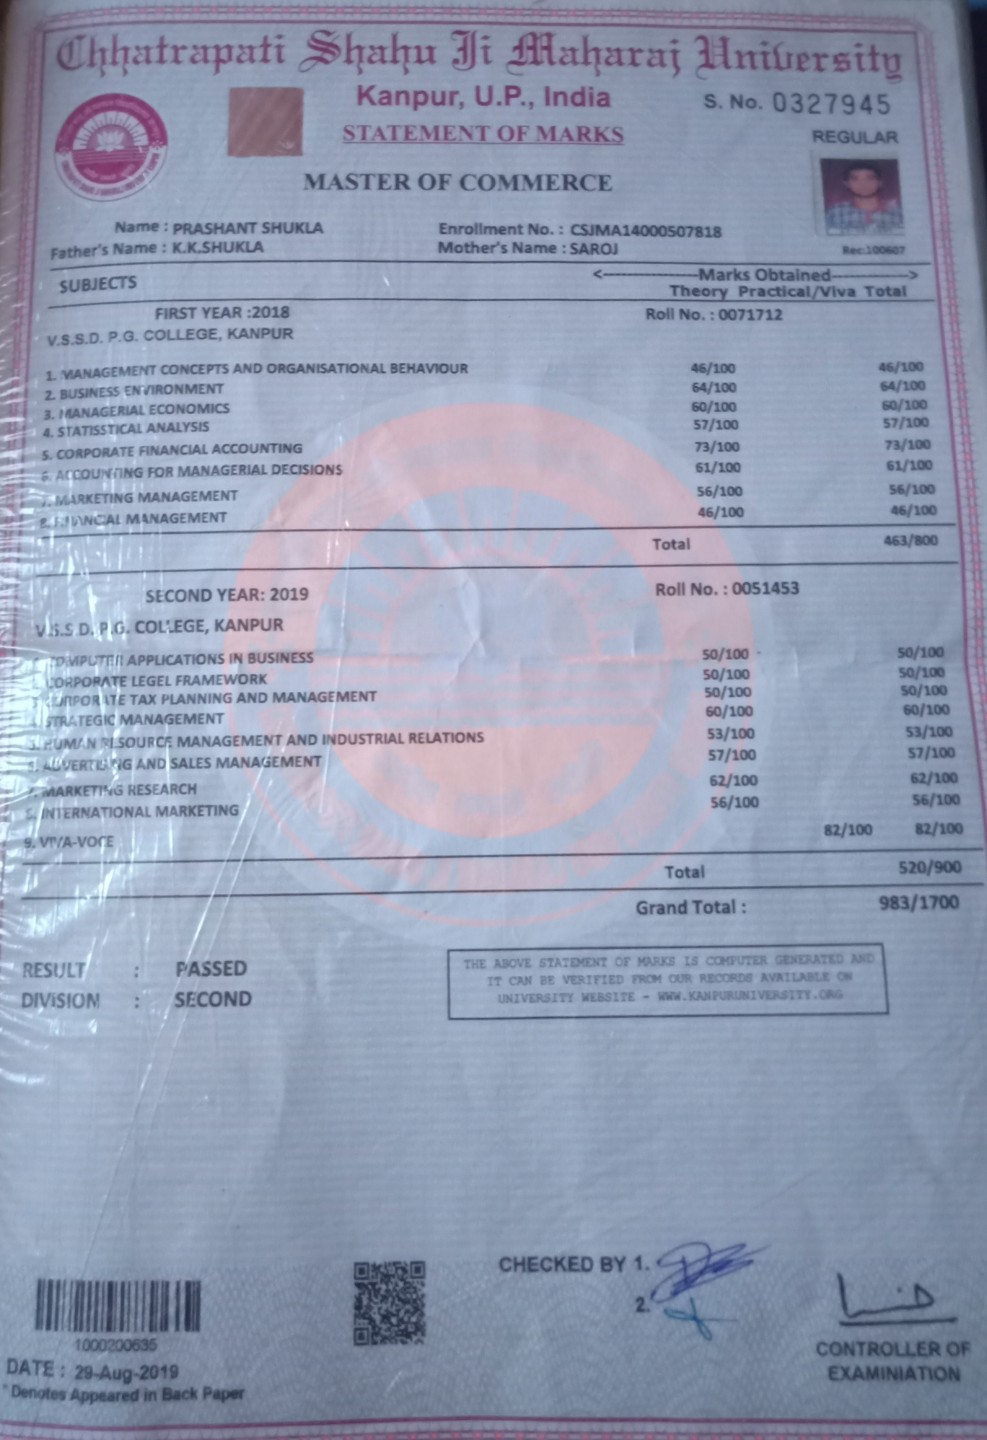 Chhatrapati Shahu Ji Maharaj University
Kanpur, U.P., India
S. No. 0327945
STATEMENT OF MARKS
REGULAR
MASTER OF COMMERCE
Name : PRASHANT SHUKLA Enrollment No. : CSJMA14000507818
Father's Name : K.K.SHUKLA Mother's Name : SAROJ
Rec:100607
SUBJECTS <-----------------Marks Obtained-------------->
Theory Practical/Viva Total
FIRST YEAR :2018 Roll No. : 0071712
V.S.S.D. P.G. COLLEGE, KANPUR
1. MANAGEMENT CONCEPTS AND ORGANISATIONAL BEHAVIOUR 46/100 46/100
2. BUSINESS ENVIRONMENT 64/100 64/100
3. MANAGERIAL ECONOMICS 60/100 60/100
4. STATISSTICAL ANALYSIS 57/100 57/100
5. CORPORATE FINANCIAL ACCOUNTING 73/100 73/100
6. ACCOUNTING FOR MANAGERIAL DECISIONS 61/100 61/100
7. MARKETING MANAGEMENT 56/100 56/100
8. FINANCIAL MANAGEMENT 46/100 46/100
Total 463/800
SECOND YEAR: 2019 Roll No. : 0051453
V.S.S.D. P.G. COLLEGE, KANPUR
COMPUTER APPLICATIONS IN BUSINESS 50/100 50/100
CORPORATE LEGEL FRAMEWORK 50/100 50/100
CORPORATE TAX PLANNING AND MANAGEMENT 50/100 50/100
STRATEGIC MANAGEMENT 60/100 60/100
HUMAN RESOURCE MANAGEMENT AND INDUSTRIAL RELATIONS 53/100 53/100
ADVERTISING AND SALES MANAGEMENT 57/100 57/100
MARKETING RESEARCH 62/100 62/100
INTERNATIONAL MARKETING 56/100 56/100
9. VIVA-VOCE 82/100 82/100
Total 520/900
Grand Total : 983/1700
RESULT : PASSED
DIVISION : SECOND
THE ABOVE STATEMENT OF MARKS IS COMPUTER GENERATED AND
IT CAN BE VERIFIED FROM OUR RECORDS AVAILABLE ON
UNIVERSITY WEBSITE - WWW.KANPURUNIVERSITY.ORG
CHECKED BY 1.
2.
1000200635
DATE : 29-Aug-2019
*Denotes Appeared in Back Paper
CONTROLLER OF
EXAMINIATION